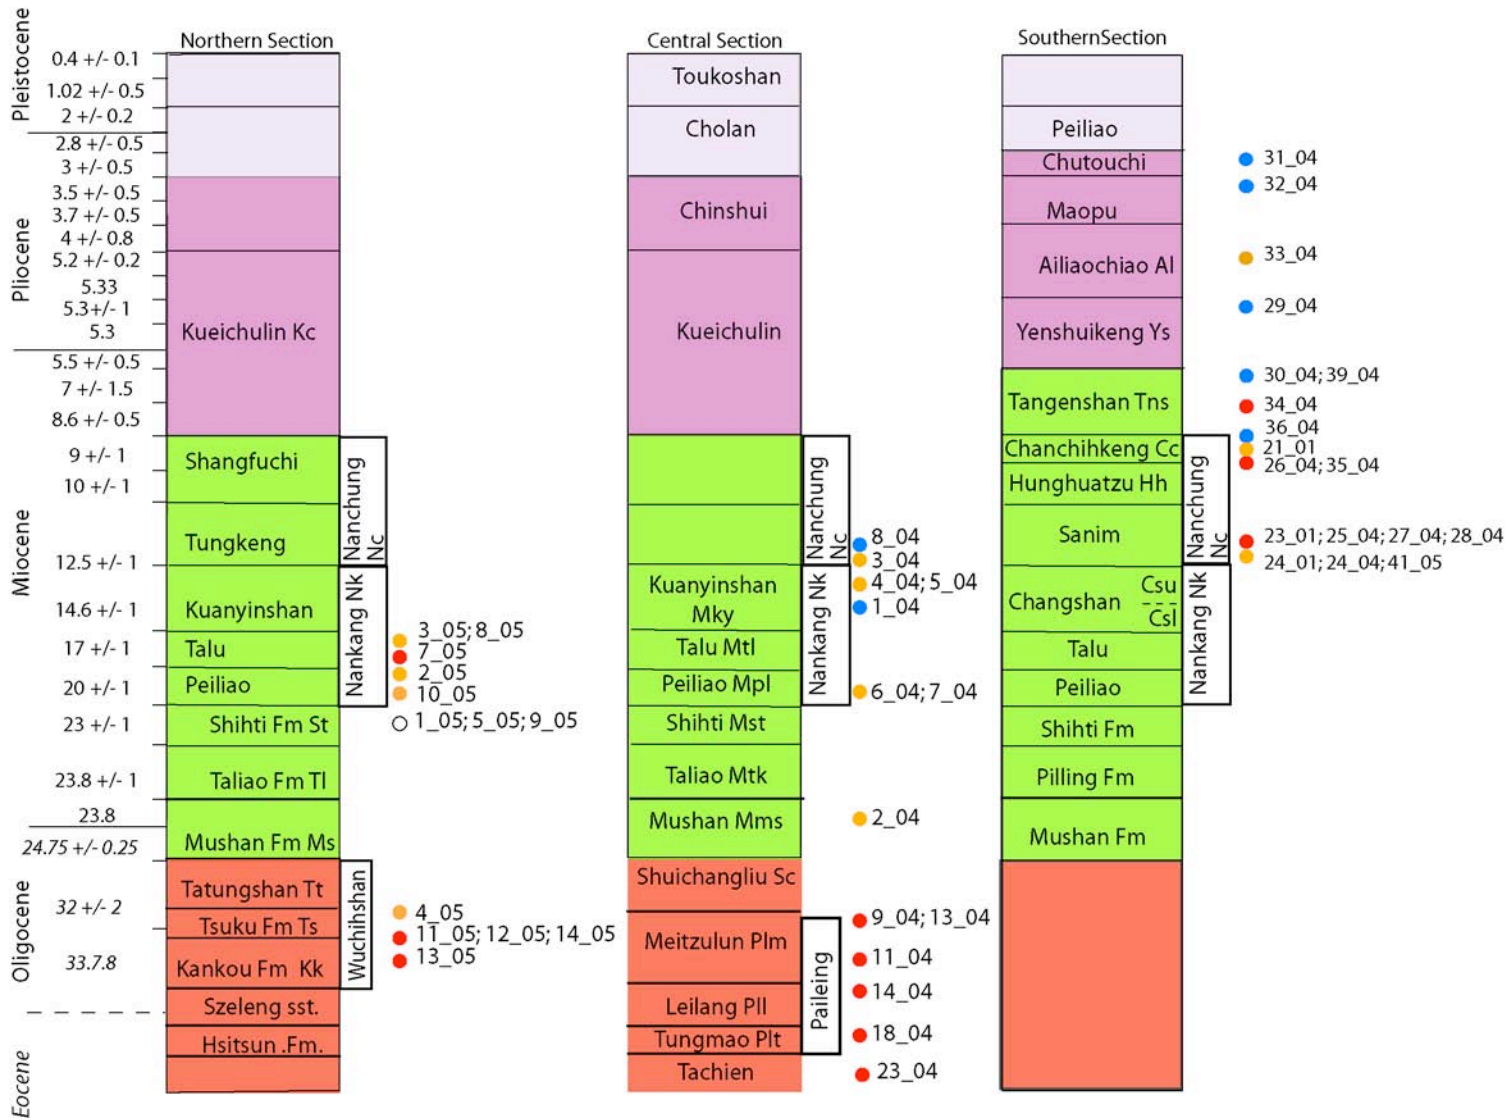 Northern Section
Central Section
SouthernSection
Pleistocene
Pliocene
Miocene
Oligocene
Eocene
0.4 +/- 0.1
1.02 +/- 0.5
2 +/- 0.2
2.8 +/- 0.5
3 +/- 0.5
3.5 +/- 0.5
3.7 +/- 0.5
4 +/- 0.8
5.2 +/- 0.2
5.33
5.3+/- 1
5.3
5.5 +/- 0.5
7 +/- 1.5
8.6 +/- 0.5
9 +/- 1
10 +/- 1
12.5 +/- 1
14.6 +/- 1
17 +/- 1
20 +/- 1
23 +/- 1
23.8 +/- 1
23.8
24.75 +/- 0.25
32 +/- 2
33.7.8
Kueichulin Kc
Shangfuchi
Tungkeng
Kuanyinshan
Talu
Peiliao
Shihti Fm St
Taliao Fm Tl
Mushan Fm Ms
Tatungshan Tt
Tsuku Fm Ts
Kankou Fm Kk
Szeleng sst.
Hsitsun .Fm.
Nanchung
Nc
Nankang Nk
Wuchihshan
3_05; 8_05
7_05
2_05
10_05
1_05; 5_05; 9_05
4_05
11_05; 12_05; 14_05
13_05
Toukoshan
Cholan
Chinshui
Kueichulin
Kuanyinshan
Mky
Talu Mtl
Peiliao Mpl
Shihti Mst
Taliao Mtk
Mushan Mms
Shuichangliu Sc
Meitzulun Plm
Leilang Pll
Tungmao Plt
Tachien
Nanchung
Nc
Nankang Nk
Paileing
8_04
3_04
4_04; 5_04
1_04
6_04; 7_04
2_04
9_04; 13_04
11_04
14_04
18_04
23_04
Peiliao
Chutouchi
Maopu
Ailiaochiao Al
Yenshuikeng Ys
Tangenshan Tns
Chanchihkeng Cc
Hunghuatzu Hh
Sanim
Changshan
Csu
Csl
Talu
Peiliao
Shihti Fm
Pilling Fm
Mushan Fm
Nanchung
Nc
Nankang Nk
31_04
32_04
33_04
29_04
30_04; 39_04
34_04
36_04
21_01
26_04; 35_04
23_01; 25_04; 27_04; 28_04
24_01; 24_04; 41_05